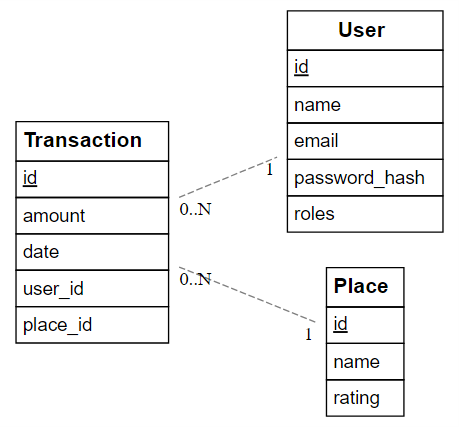 Transaction
id
amount
date
user_id
place_id
0..N
1
0..N
1
User
id
name
email
password_hash
roles
Place
id
name
rating